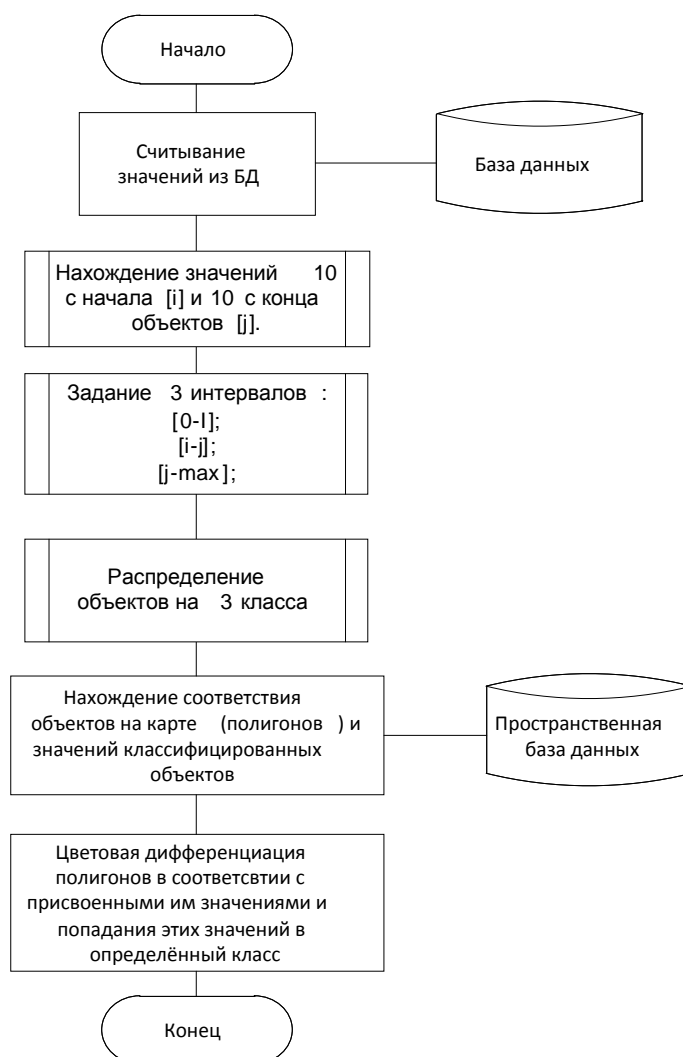 Начало
Считывание
значений из БД
База данных
Нахождение значений 10
с начала [i] и 10 с конца
объектов [j].
Задание 3 интервалов :
[0-I];
[i-j];
[j-max];
Распределение
объектов на 3 класса
Нахождение соответствия
объектов на карте (полигонов ) и
значений классифицированных
объектов
Пространственная
база данных
Цветовая дифференциация
полигонов в соответсвтии с
присвоенными им значениями и
попадания этих значений в
определённый класс
Конец